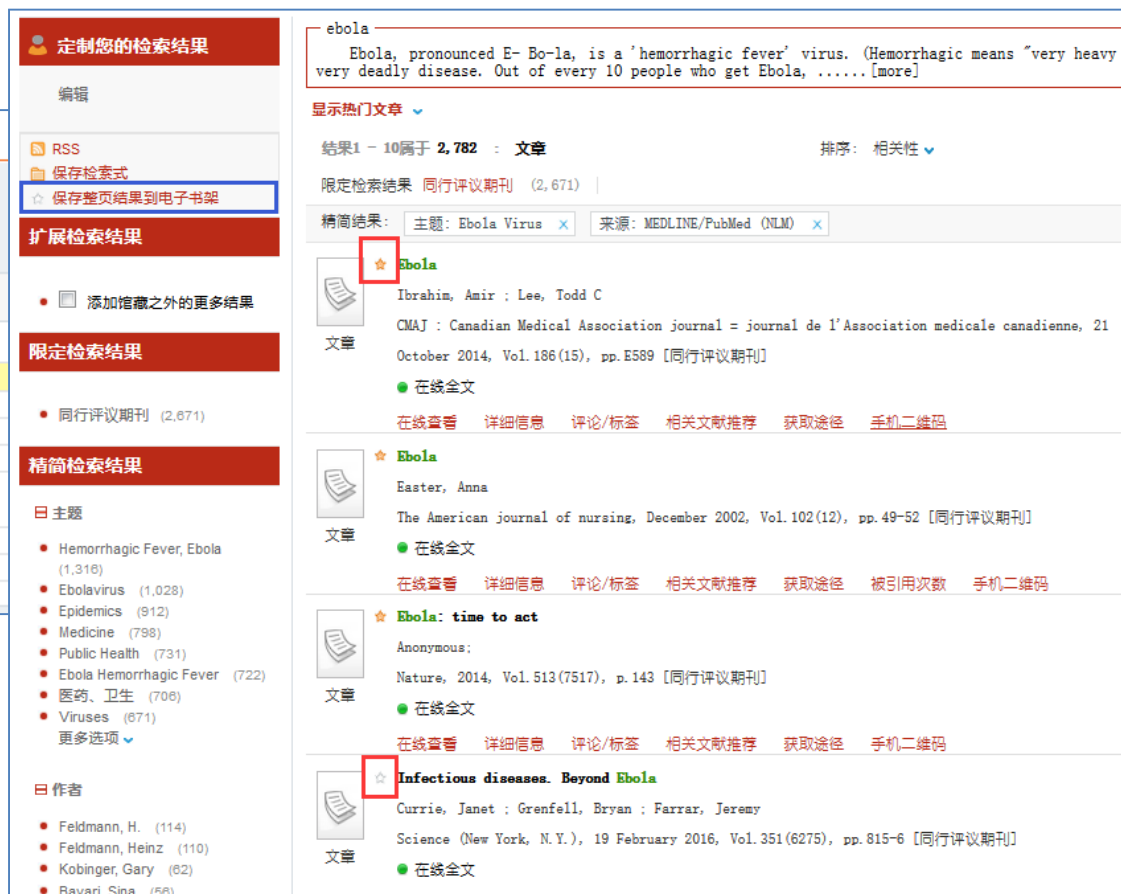 定制您的检索结果
编辑
RSS
保存检索式
保存整页结果到电子书架
扩展检索结果
添加馆藏之外的更多结果
限定检索结果
同行评议期刊 (2,671)
精简检索结果
主题
Hemorrhagic Fever, Ebola
(1,316)
Ebolavirus (1,028)
Epidemics (912)
Medicine (798)
Public Health (731)
Ebola Hemorrhagic Fever (722)
医药、卫生 (706)
Viruses (671)
更多选项
作者
Feldmann, H. (114)
Feldmann, Heinz (110)
Kobinger, Gary (62)
Bavari, Sina (56)
ebola
Ebola, pronounced E- Bo-la, is a 'hemorrhagic fever' virus. (Hemorrhagic means "very heavy
very deadly disease. Out of every 10 people who get Ebola, ......[more]
显示热门文章
结果1 - 10属于 2,782 : 文章 排序: 相关性
限定检索结果 同行评议期刊 (2,671)
精简结果: 主题: Ebola Virus × 来源: MEDLINE/PubMed (NLM) ×
Ebola
Ibrahim, Amir ; Lee, Todd C
CMAJ : Canadian Medical Association journal = journal de l'Association medicale canadienne, 21
October 2014, Vol.186(15), pp.E589 [同行评议期刊]
文章
在线全文
在线查看 详细信息 评论/标签 相关文献推荐 获取途径 手机二维码
Ebola
Easter, Anna
The American journal of nursing, December 2002, Vol.102(12), pp.49-52 [同行评议期刊]
文章
在线全文
在线查看 详细信息 评论/标签 相关文献推荐 获取途径 被引用次数 手机二维码
Ebola: time to act
Anonymous;
Nature, 2014, Vol.513(7517), p.143 [同行评议期刊]
文章
在线全文
在线查看 详细信息 评论/标签 相关文献推荐 获取途径 手机二维码
Infectious diseases. Beyond Ebola
Currie, Janet ; Grenfell, Bryan ; Farrar, Jeremy
Science (New York, N.Y.), 19 February 2016, Vol.351(6275), pp.815-6 [同行评议期刊]
文章
在线全文